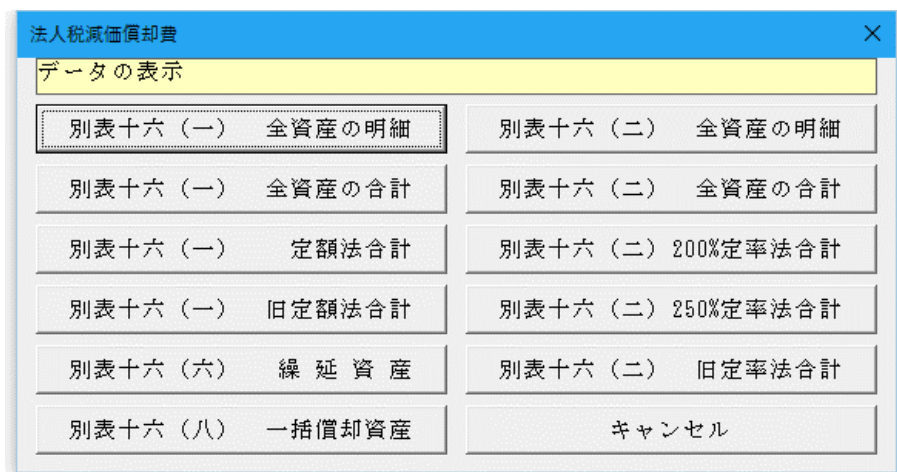 法人税減価償却費
データの表示
別表十六（一）　全資産の明細　別表十六（二）　全資産の明細
別表十六（一）　全資産の合計　別表十六（二）　全資産の合計
別表十六（一）　定額法合計　別表十六（二）200%定率法合計
別表十六（一）　旧定額法合計　別表十六（二）250%定率法合計
別表十六（六）　繰 延 資 産　別表十六（二）　旧定率法合計
別表十六（八）　一括償却資産　キャンセル